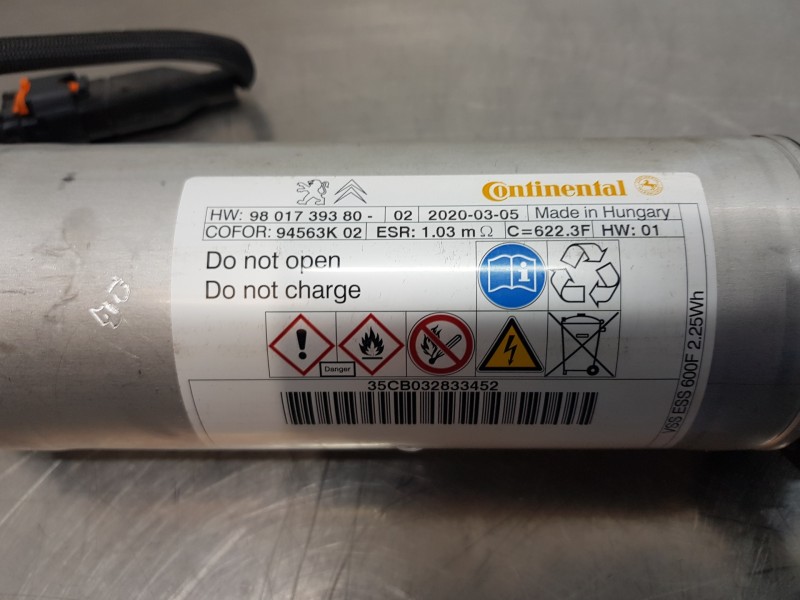 Continental
HW: 98 017 393 80 - 02 2020-03-05 Made in Hungary
COFOR: 94563K 02 ESR: 1.03 m Ω C=622.3F HW: 01
Do not open
Do not charge
Danger
35CB032833452
VSS ESS 600F 2.25Wh